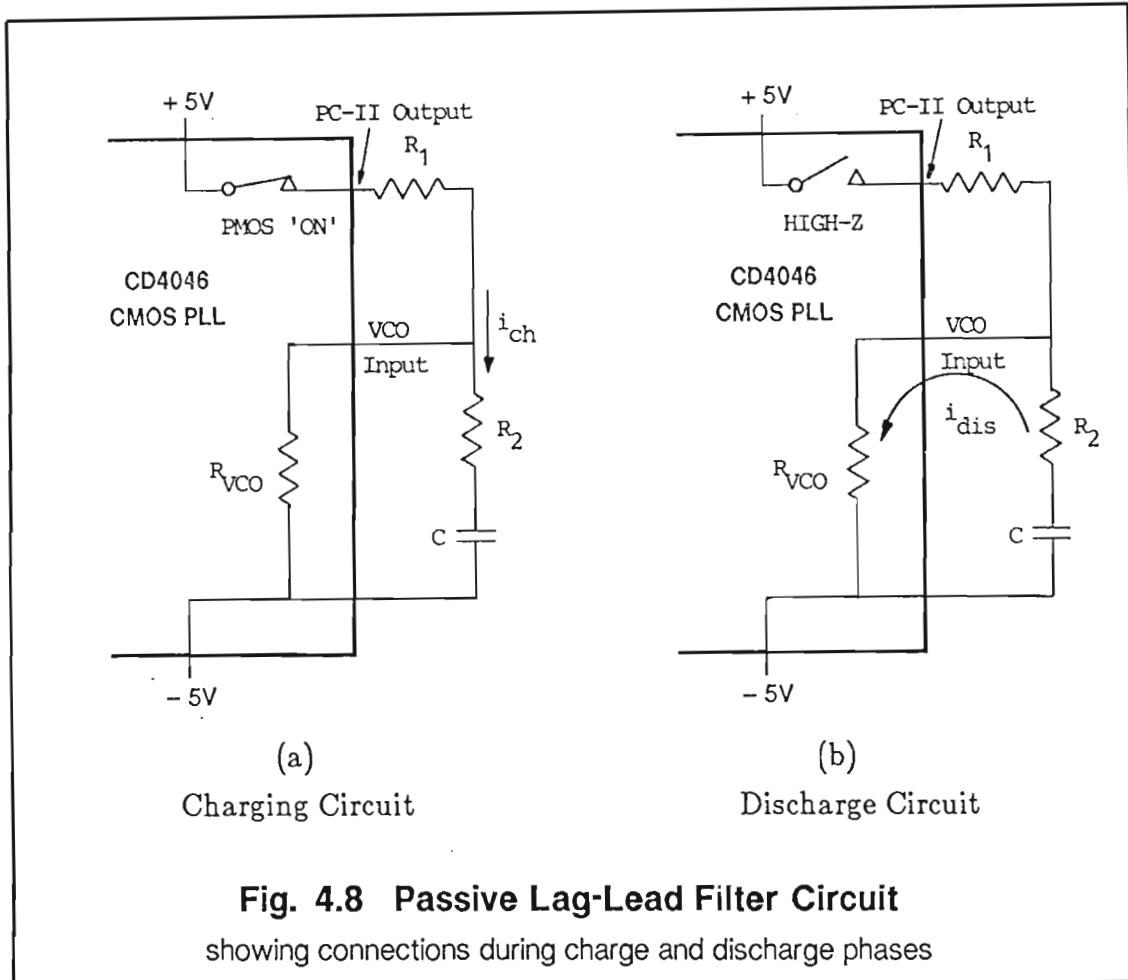 + 5V
PC-II Output
R1
PMOS 'ON'
CD4046
CMOS PLL
VCO
Input
i ch
R2
RVCO
C
− 5V
(a)
Charging Circuit
+ 5V
PC-II Output
R1
HIGH-Z
CD4046
CMOS PLL
VCO
Input
i dis
R2
RVCO
C
− 5V
(b)
Discharge Circuit
Fig. 4.8 Passive Lag-Lead Filter Circuit
showing connections during charge and discharge phases